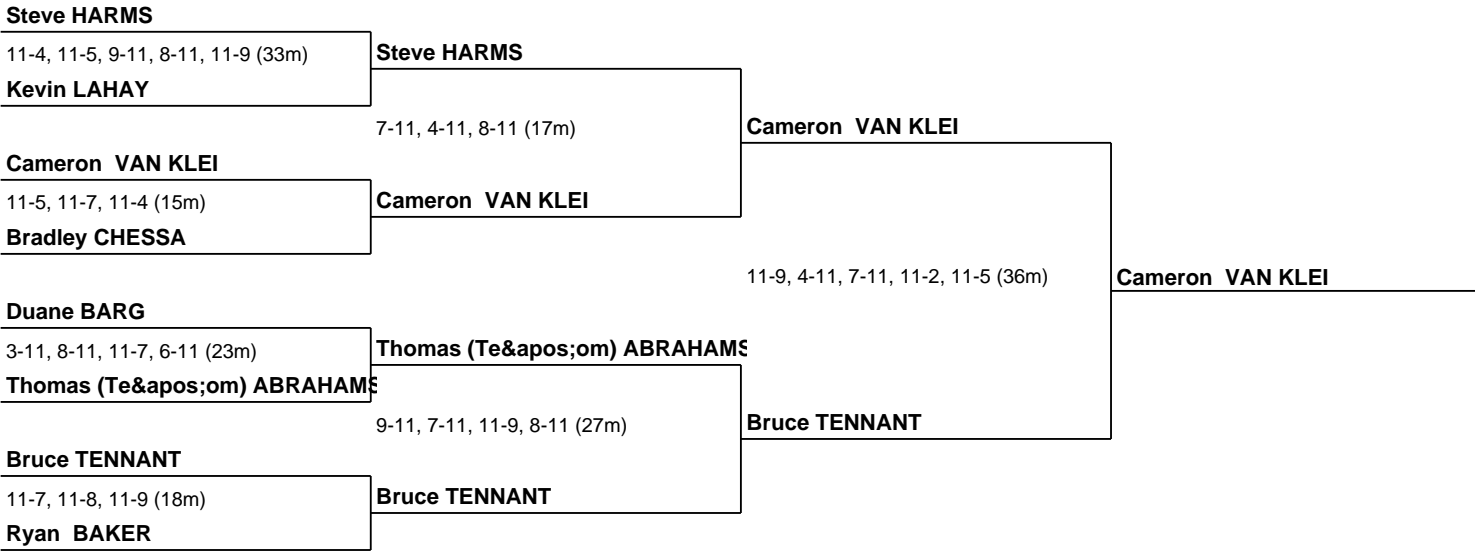 Steve HARMS
11-4, 11-5, 9-11, 8-11, 11-9 (33m)
Kevin LAHAY
Cameron  VAN KLEI
11-5, 11-7, 11-4 (15m)
Bradley CHESSA
Duane BARG
3-11, 8-11, 11-7, 6-11 (23m)
Thomas (Te&apos;om) ABRAHAMS
Bruce TENNANT
11-7, 11-8, 11-9 (18m)
Ryan  BAKER
Steve HARMS
7-11, 4-11, 8-11 (17m)
Cameron  VAN KLEI
Thomas (Te&apos;om) ABRAHAMS
9-11, 7-11, 11-9, 8-11 (27m)
Bruce TENNANT
Cameron  VAN KLEI
11-9, 4-11, 7-11, 11-2, 11-5 (36m)
Bruce TENNANT
Cameron  VAN KLEI